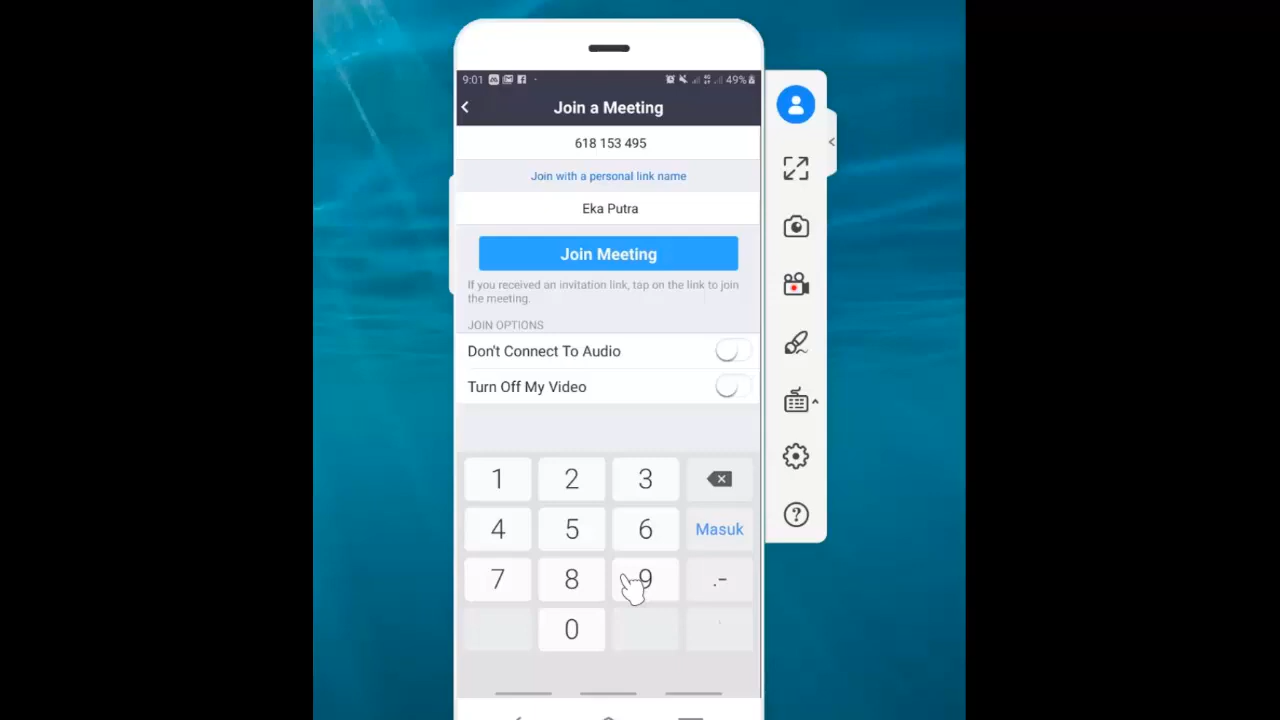 9:01 49%
Join a Meeting
618 153 495
Join with a personal link name
Eka Putra
Join Meeting
If you received an invitation link, tap on the link to join
the meeting.
JOIN OPTIONS
Don't Connect To Audio
Turn Off My Video
1 2 3
4 5 6 Masuk
7 8 9 .-
0